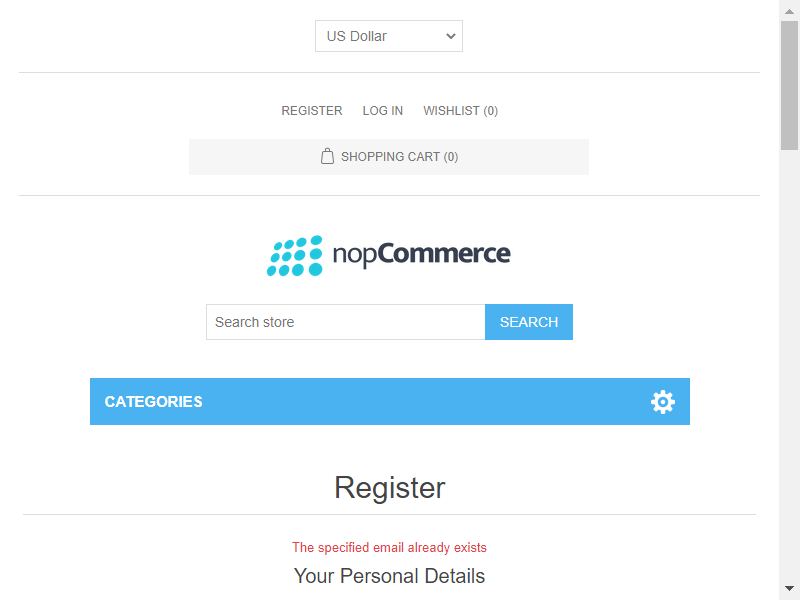 US Dollar
REGISTER LOG IN WISHLIST (0)
SHOPPING CART (0)
nopCommerce
Search store SEARCH
CATEGORIES
Register
The specified email already exists
Your Personal Details